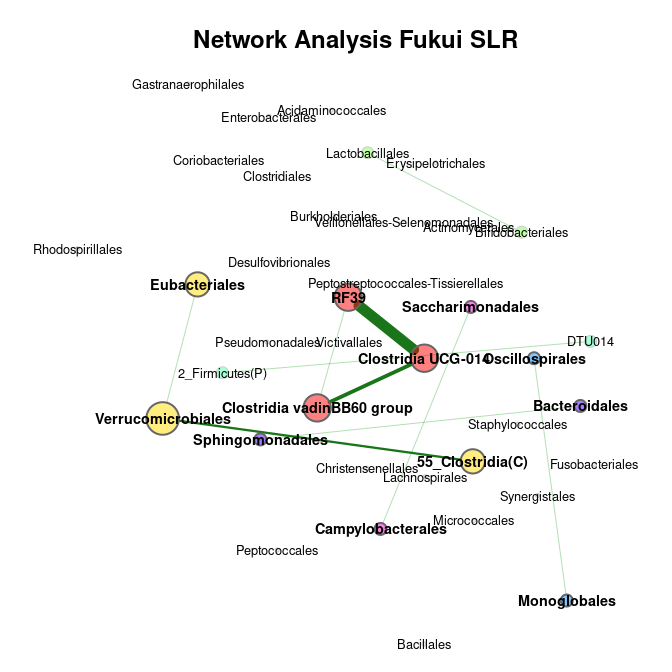 Network Analysis Fukui SLR
Gastranaerophilales
Acidaminococcales
Enterobacterales
Lactobacillales
Coriobacteriales
Erysipelotrichales
Clostridiales
Burkholderiales
Veillonellales-Selenomonadales
Actinomycetales
Bifidobacteriales
Rhodospirillales
Desulfovibrionales
Eubacteriales
Peptostreptococcales-Tissierellales
RF39
Saccharimonadales
Pseudomonadales
Victivallales
DTU014
Clostridia UCG-014
Oscillospirales
2_Firmicutes(P)
Clostridia vadinBB60 group
Bacteroidales
Verrucomicrobiales
Staphylococcales
Sphingomonadales
55_Clostridia(C)
Fusobacteriales
Christensenellales
Lachnospirales
Synergistales
Micrococcales
Campylobacterales
Peptococcales
Monoglobales
Bacillales